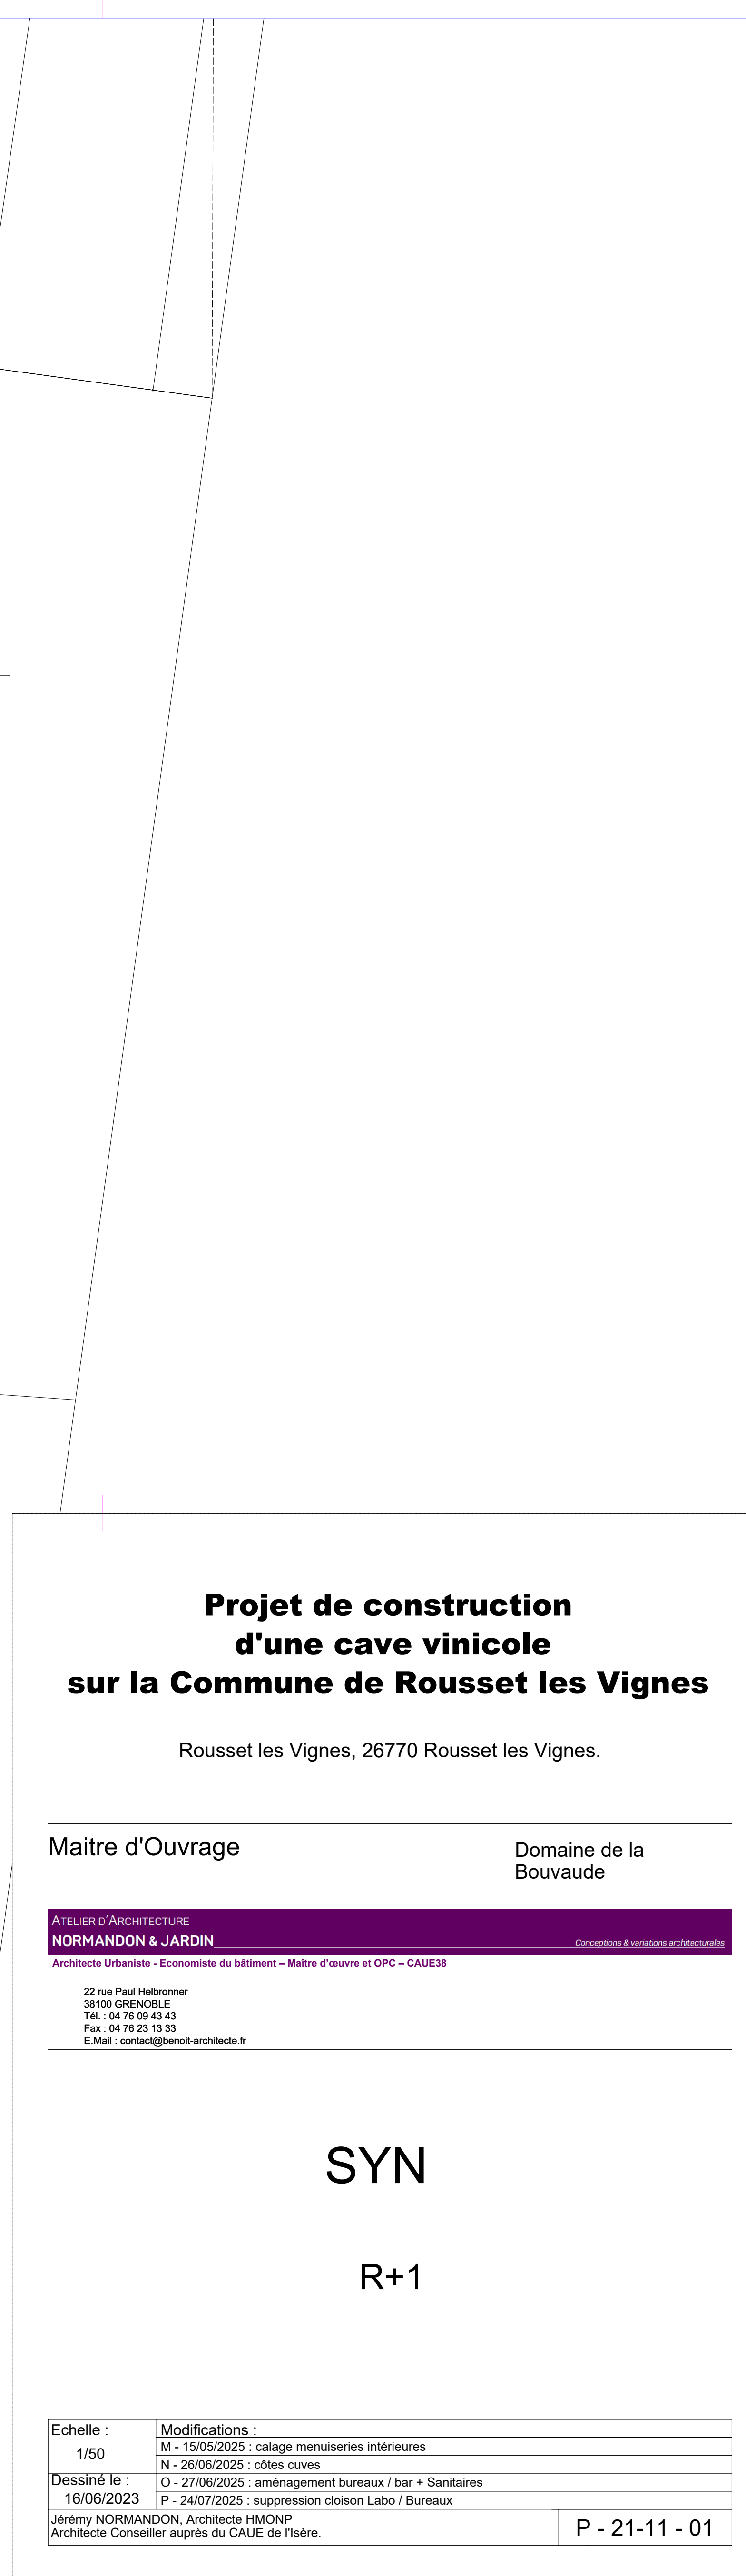 Projet de construction
d'une cave vinicole
sur la Commune de Rousset les Vignes
Rousset les Vignes, 26770 Rousset les Vignes.
Maitre d'Ouvrage
Domaine de la
Bouvaude
ATELIER D'ARCHITECTURE
NORMANDON & JARDIN
Conceptions & variations architecturales
Architecte Urbaniste - Economiste du bâtiment – Maître d'œuvre et OPC – CAUE38
22 rue Paul Helbronner
38100 GRENOBLE
Tél. : 04 76 09 43 43
Fax : 04 76 23 13 33
E.Mail : contact@benoit-architecte.fr
SYN
R+1
Echelle :
1/50
Modifications :
M - 15/05/2025 : calage menuiseries intérieures
N - 26/06/2025 : côtes cuves
Dessiné le :
16/06/2023
O - 27/06/2025 : aménagement bureaux / bar + Sanitaires
P - 24/07/2025 : suppression cloison Labo / Bureaux
Jérémy NORMANDON, Architecte HMONP
Architecte Conseiller auprès du CAUE de l'Isère.
P - 21-11 - 01